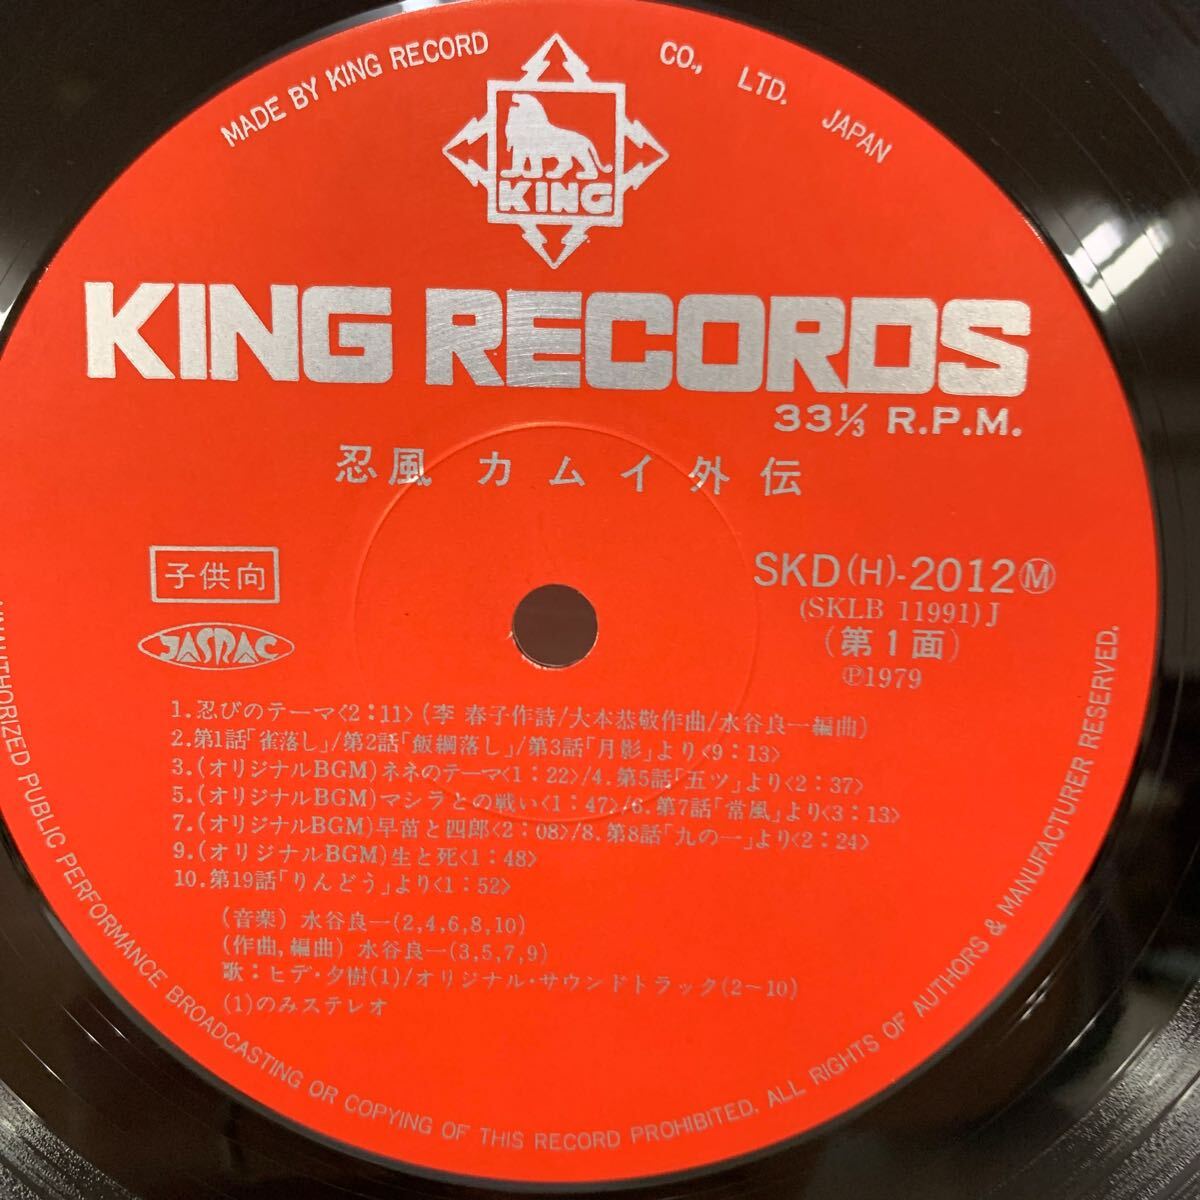 MADE BY KING RECORD CO., LTD. JAPAN
KING
KING RECORDS
33⅓ R.P.M.
忍風 カムイ外伝
子供向
JASRAC
SKD(H)-2012Ⓜ
(SKLB 11991)J
(第1面)
Ⓟ1979
1.忍びのテーマ<2:11>(李 春子作詩/大本恭敬作曲/水谷良一編曲)
2.第1話「雀落し」/第2話「飯綱落し」/第3話「月影」より<9:13>
3.(オリジナルBGM)ネネのテーマ<1:22>/4.第5話「五ツ」より<2:37>
5.(オリジナルBGM)マシラとの戦い<1:47>/6.第7話「常風」より<3:13>
7.(オリジナルBGM)早苗と四郎<2:08>/8.第8話「九の一」より<2:24>
9.(オリジナルBGM)生と死<1:48>
10.第19話「りんどう」より<1:52>
(音楽) 水谷良一(2,4,6,8,10)
(作曲,編曲) 水谷良一(3,5,7,9)
歌:ヒデ・夕樹(1)/オリジナル・サウンドトラック(2〜10)
(1)のみステレオ
PUBLIC PERFORMANCE BROADCASTING OR COPYING OF THIS RECORD PROHIBITED. ALL RIGHTS OF AUTHORS & MANUFACTURER RESERVED.